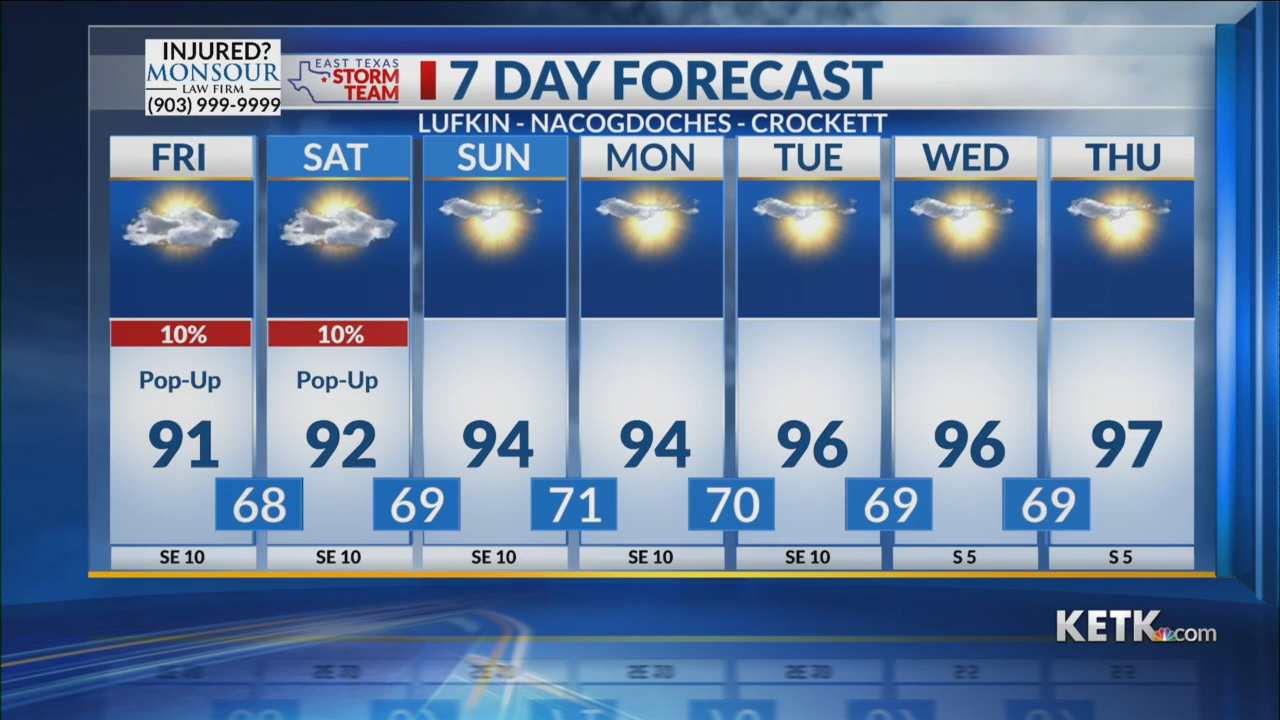 INJURED?
MONSOUR
LAW FIRM
(903) 999-9999
EAST TEXAS
STORM
TEAM
7 DAY FORECAST
LUFKIN - NACOGDOCHES - CROCKETT
FRI SAT SUN MON TUE WED THU
10% 10%
Pop-Up Pop-Up
91 92 94 94 96 96 97
68 69 71 70 69 69
SE 10 SE 10 SE 10 SE 10 SE 10 S 5 S 5
KETK.com